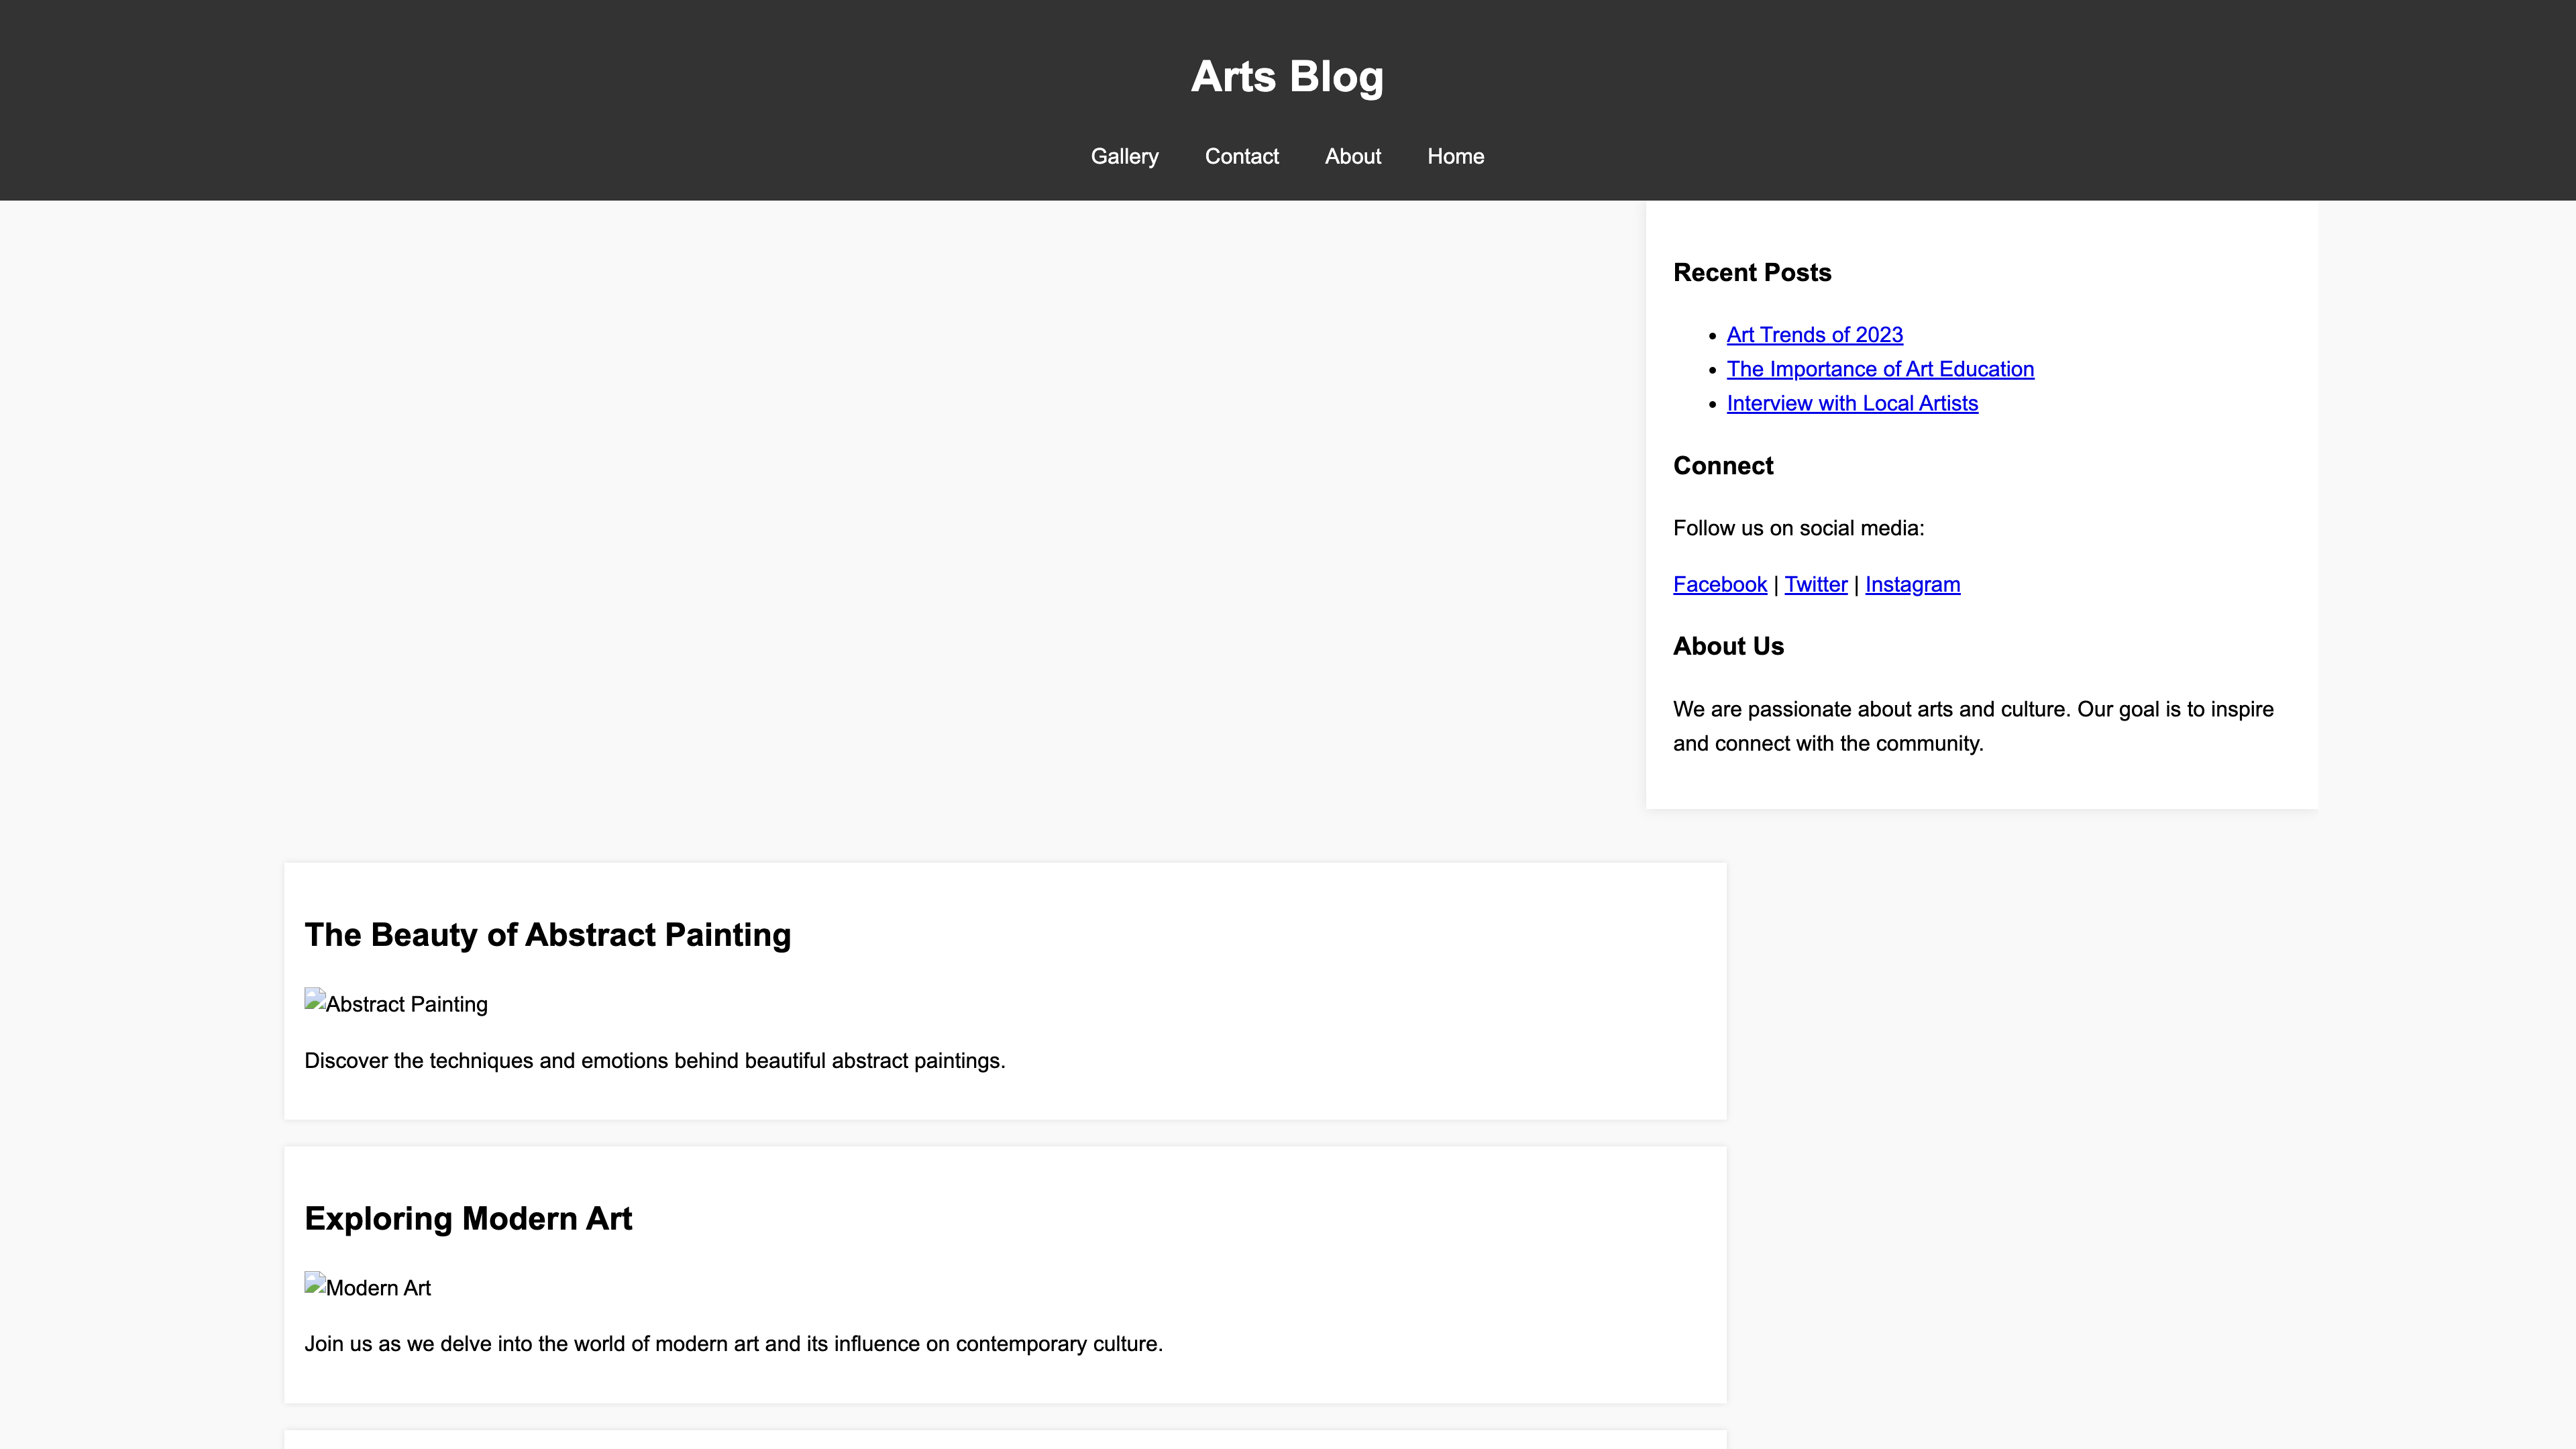 Arts Blog
Gallery Contact About Home
Recent Posts
Art Trends of 2023
The Importance of Art Education
Interview with Local Artists
Connect
Follow us on social media:
Facebook | Twitter | Instagram
About Us
We are passionate about arts and culture. Our goal is to inspire
and connect with the community.
The Beauty of Abstract Painting
Abstract Painting
Discover the techniques and emotions behind beautiful abstract paintings.
Exploring Modern Art
Modern Art
Join us as we delve into the world of modern art and its influence on contemporary culture.